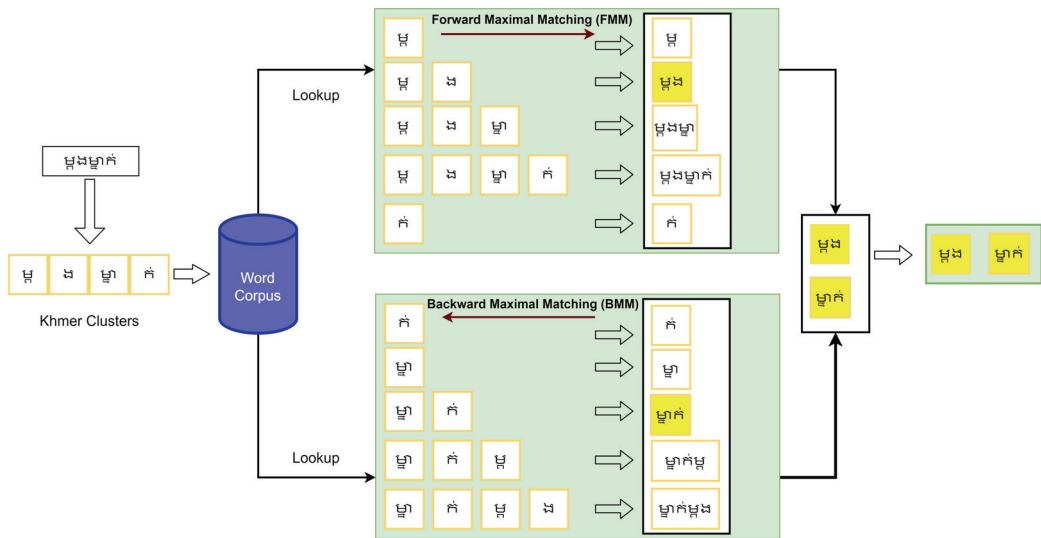 Forward Maximal Matching (FMM)
ម្ត ម្ត
Lookup
ម្ត ង ម្តង
ម្ត ង ម្នា ម្តងម្នា
ម្តងម្នាក់
ម្ត ង ម្នា ក់ ម្តងម្នាក់
ក់ ក់
ម្តង ម្តង ម្នាក់
ម្ត ង ម្នា ក់
Word
Corpus
ម្នាក់
Khmer Clusters
Backward Maximal Matching (BMM)
ក់ ក់
ម្នា ម្នា
ម្នា ក់ ម្នាក់
Lookup
ម្នា ក់ ម្ត ម្នាក់ម្ត
ម្នា ក់ ម្ត ង ម្នាក់ម្តង